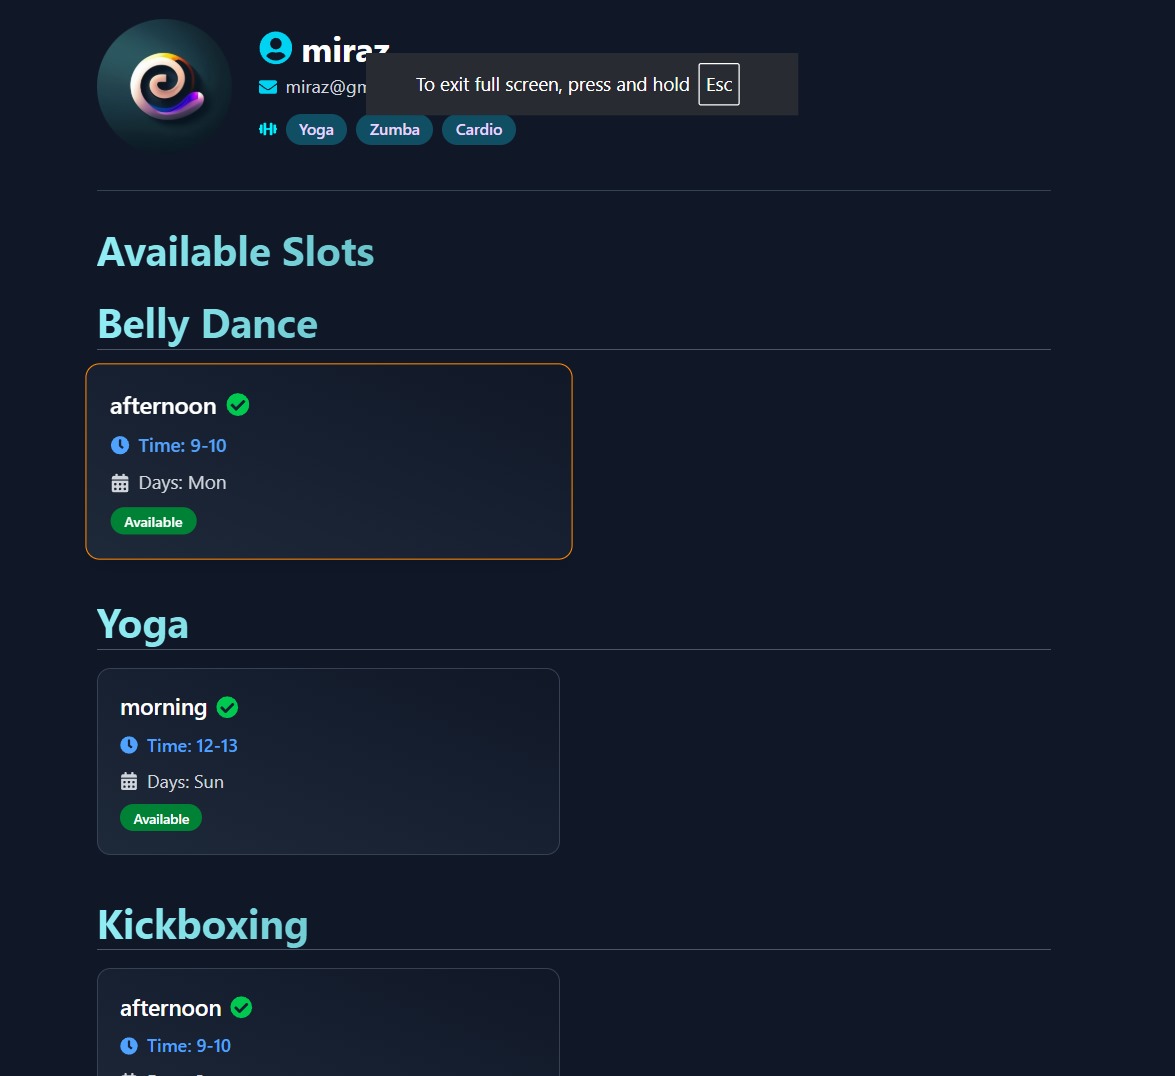 miraz
To exit full screen, press and hold Esc
miraz@gm
Yoga Zumba Cardio
Available Slots
Belly Dance
afternoon
Time: 9-10
Days: Mon
Available
Yoga
morning
Time: 12-13
Days: Sun
Available
Kickboxing
afternoon
Time: 9-10